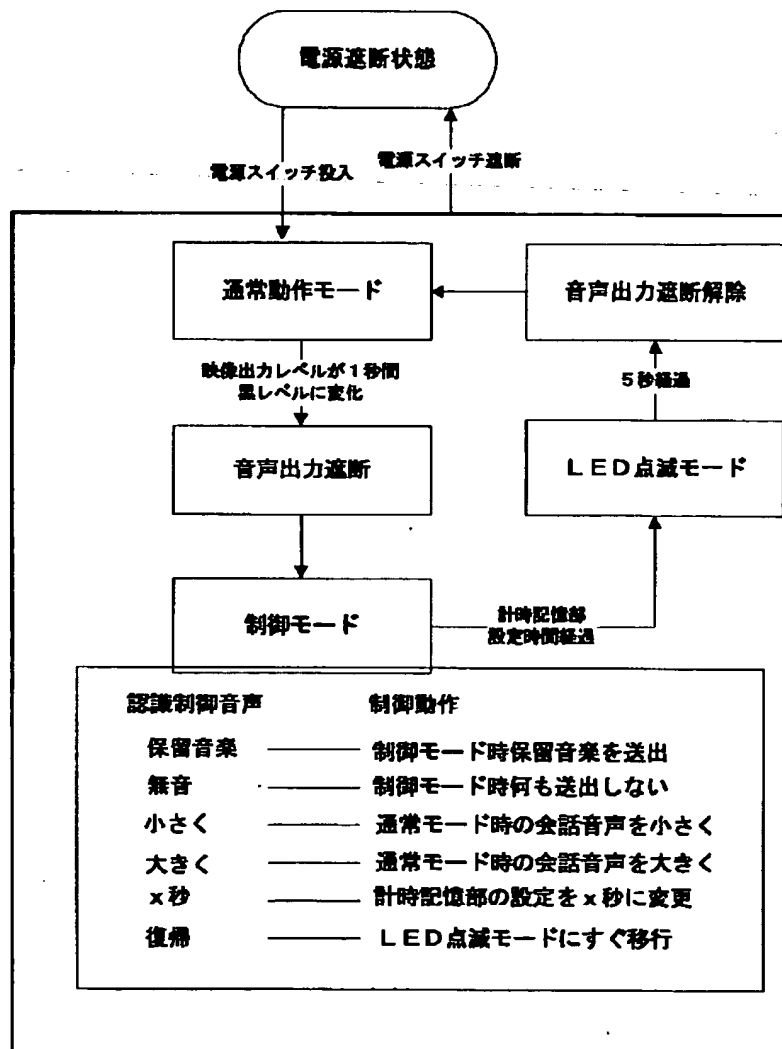 電源遮断状態
電源スイッチ投入
電源スイッチ遮断
通常動作モード
音声出力遮断解除
映像出力レベルが１秒間
黒レベルに変化
５秒経過
音声出力遮断
ＬＥＤ点滅モード
制御モード
計時記憶部
設定時間経過
認識制御音声 制御動作
保留音楽 制御モード時保留音楽を送出
無音 制御モード時何も送出しない
小さく 通常モード時の会話音声を小さく
大きく 通常モード時の会話音声を大きく
ｘ秒 計時記憶部の設定をｘ秒に変更
復帰 ＬＥＤ点滅モードにすぐ移行